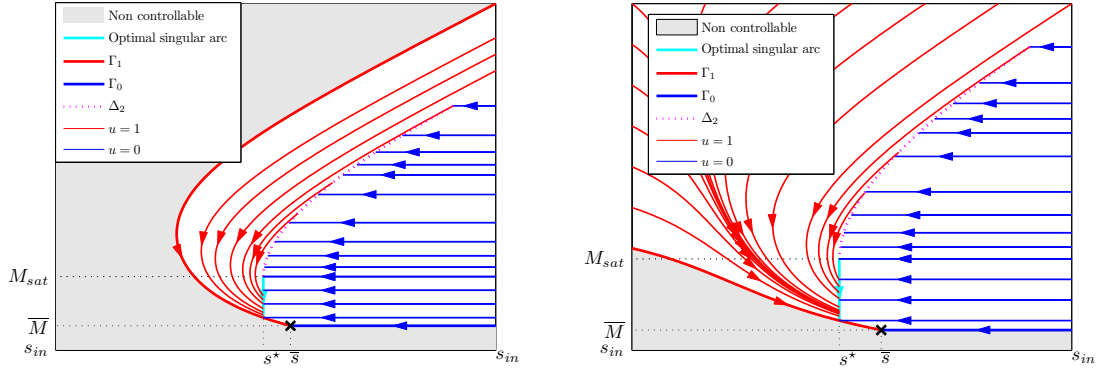 Non controllable
Optimal singular arc
Γ₁
Γ₀
Δ₂
u = 1
u = 0
M_sat
M̅
s_in
s⋆
s̅
s_in
Non controllable
Optimal singular arc
Γ₁
Γ₀
Δ₂
u = 1
u = 0
M_sat
M̅
s_in
s⋆
s̅
s_in